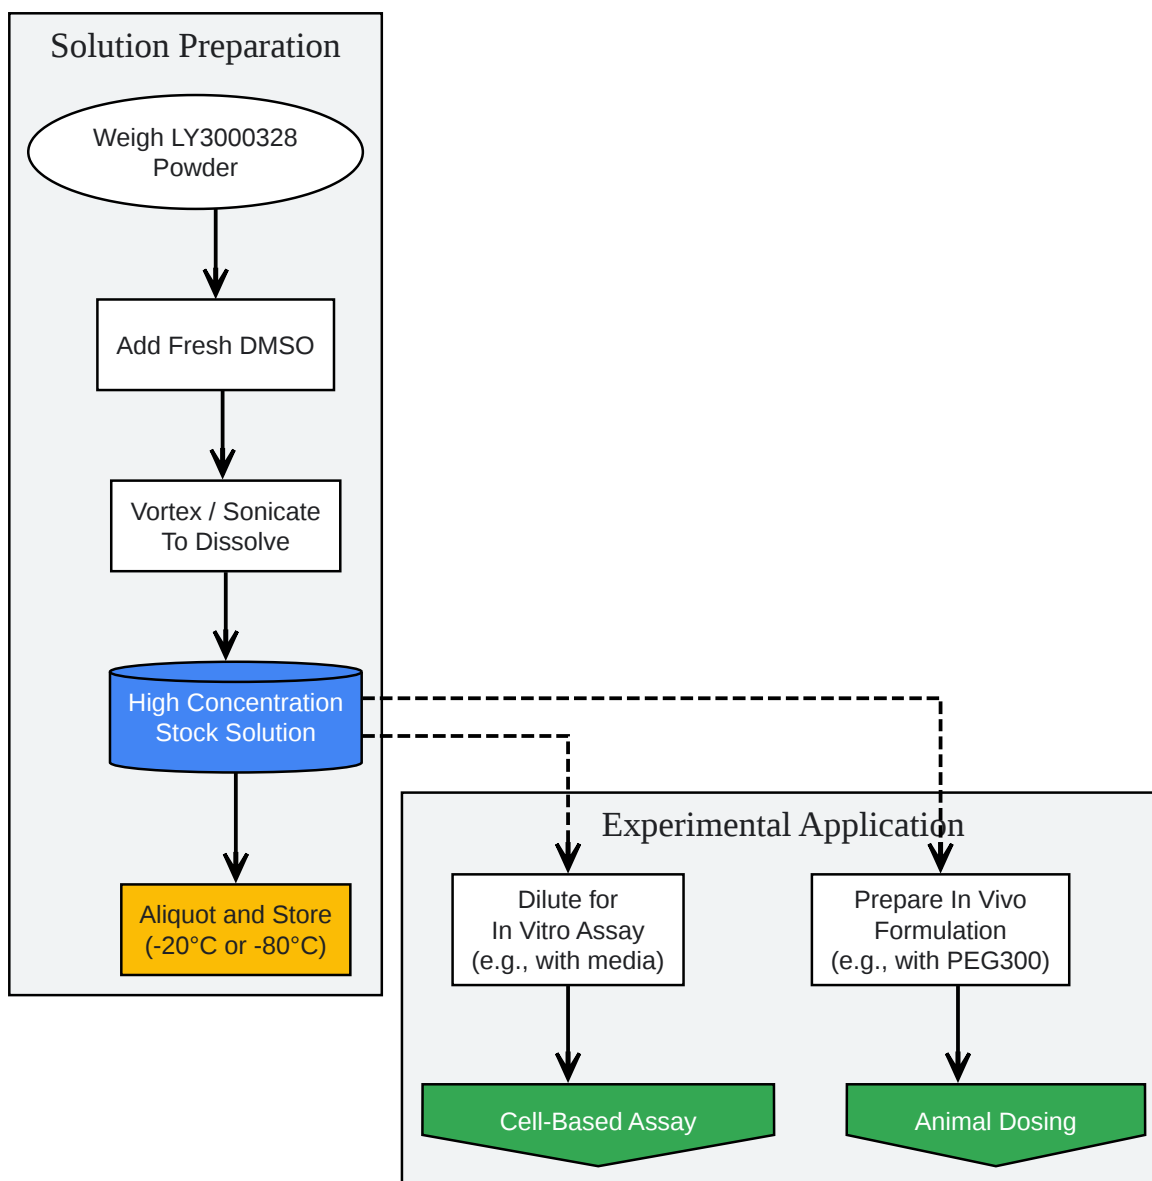 Solution Preparation
Weigh LY3000328
Powder
Add Fresh DMSO
Vortex / Sonicate
To Dissolve
High Concentration
Stock Solution
Aliquot and Store
(-20°C or -80°C)
Experimental Application
Dilute for
In Vitro Assay
(e.g., with media)
Prepare In Vivo
Formulation
(e.g., with PEG300)
Cell-Based Assay
Animal Dosing